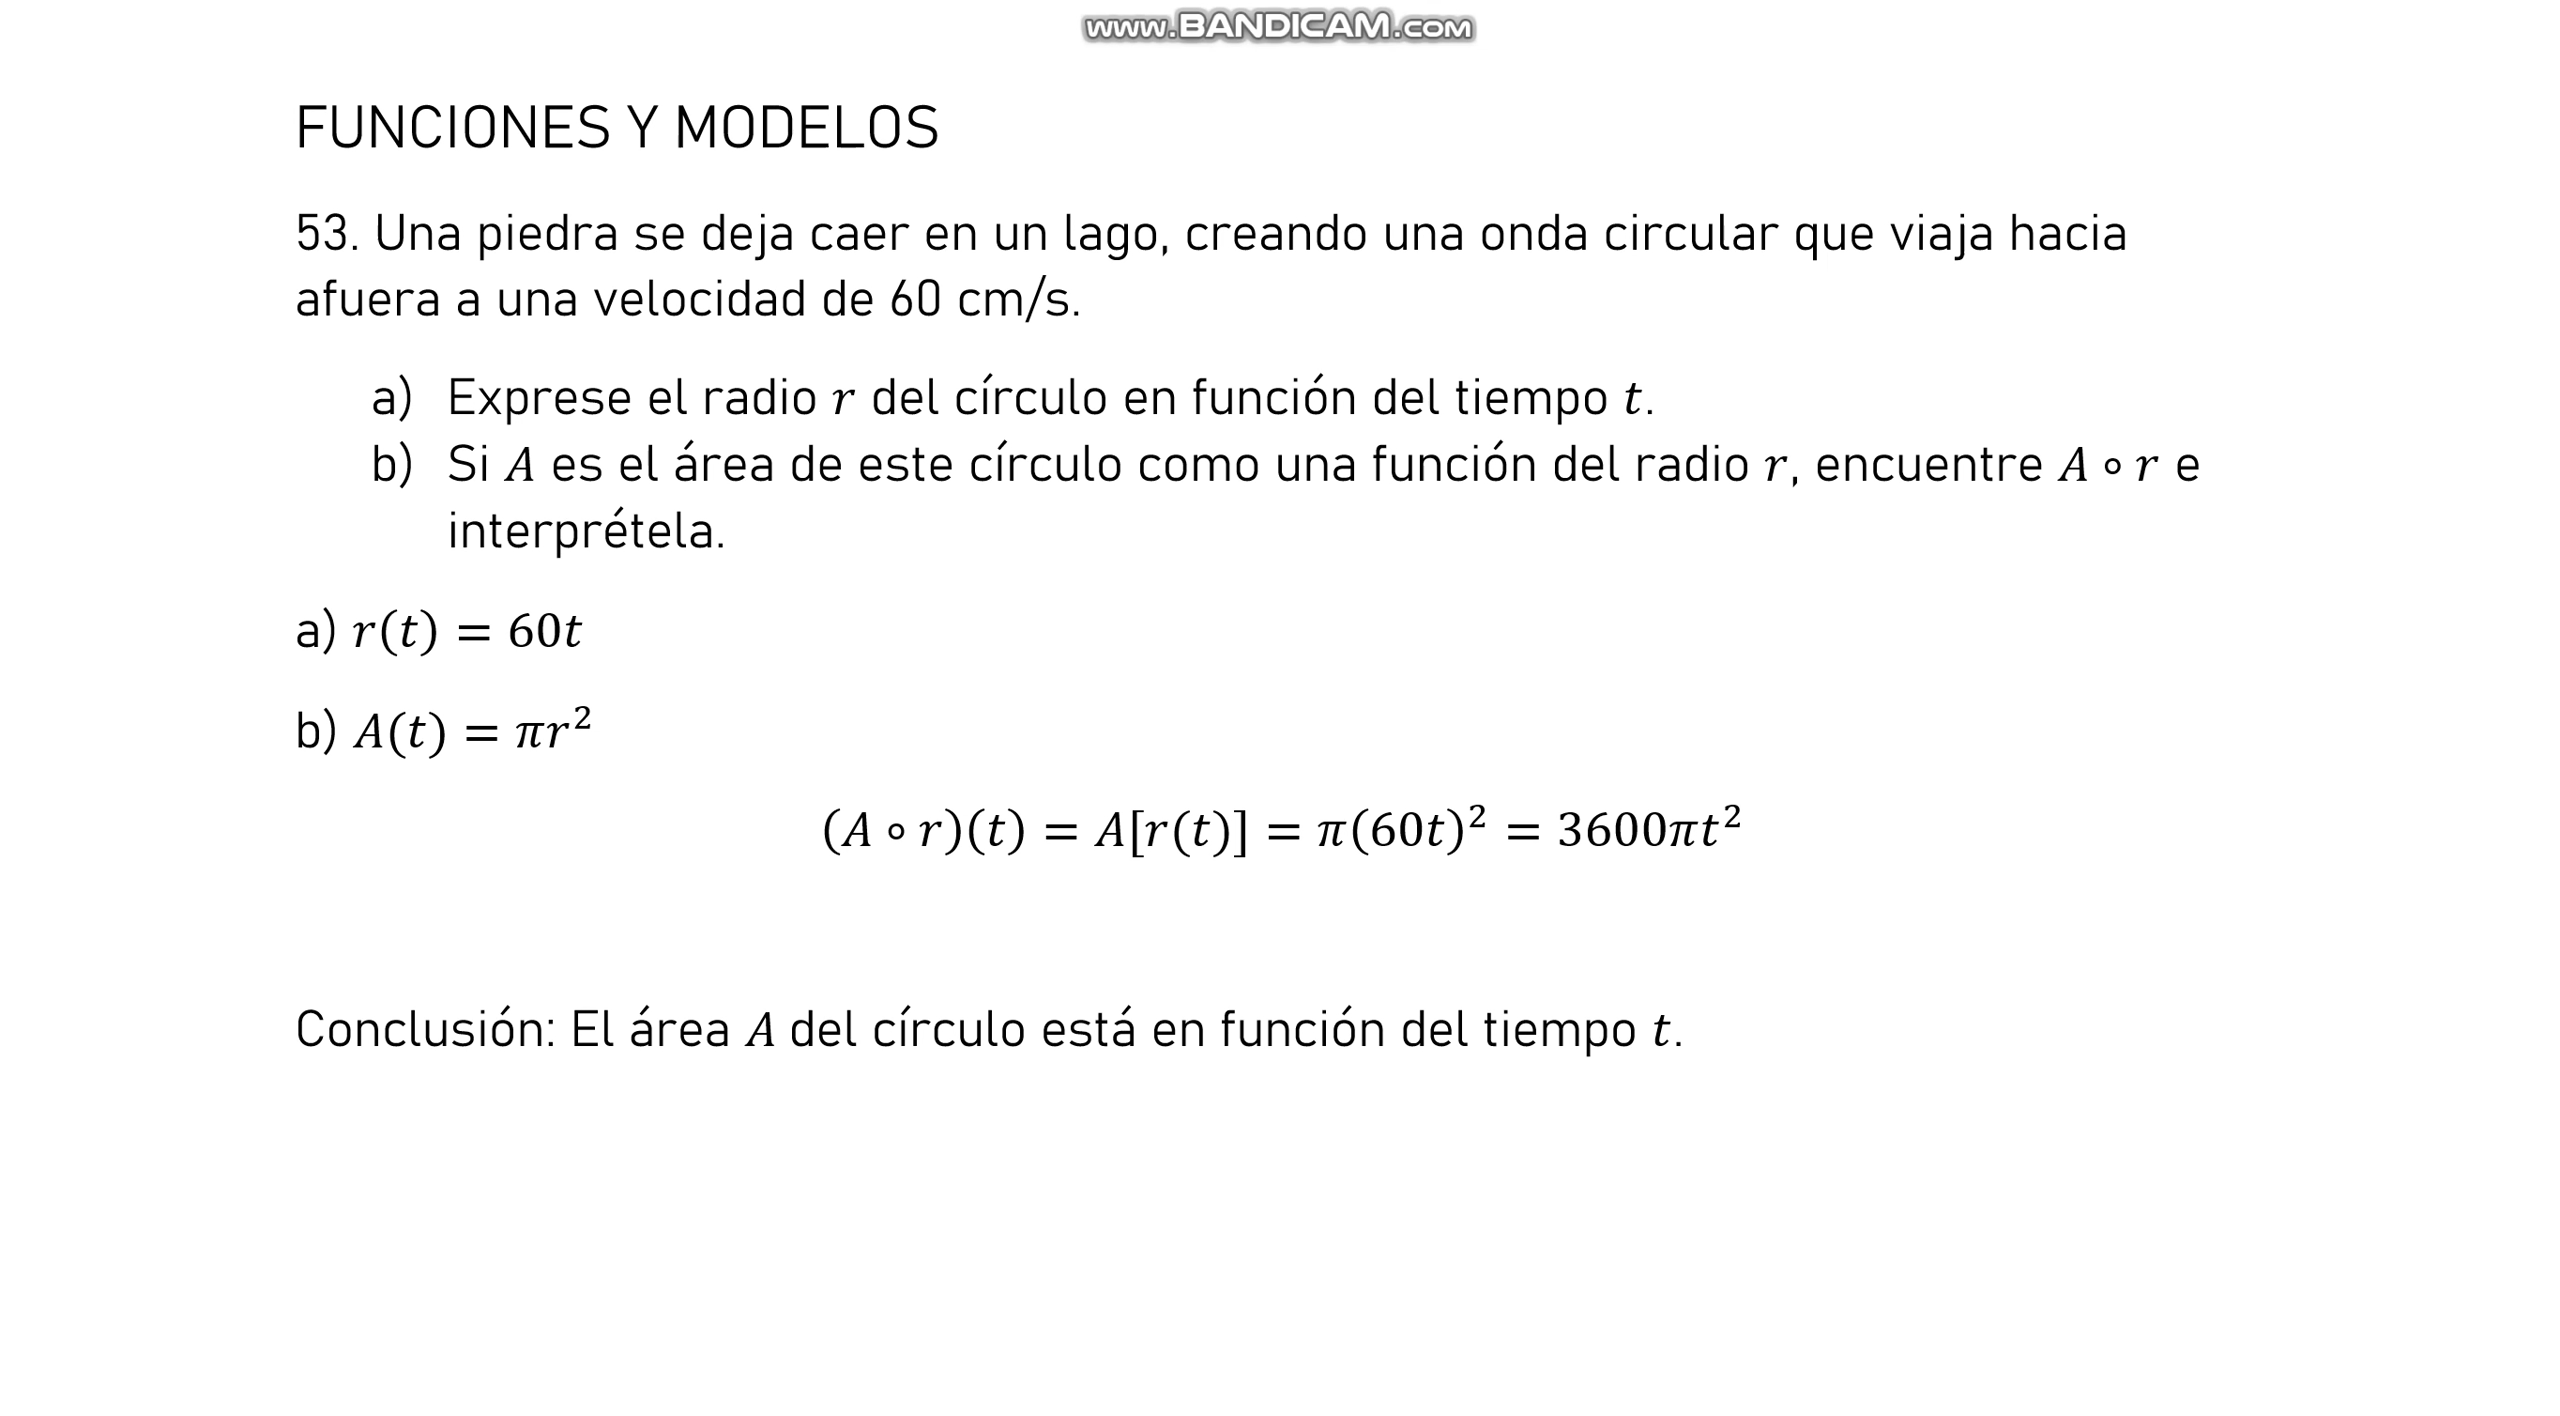 www.BANDICAM.com
FUNCIONES Y MODELOS
53. Una piedra se deja caer en un lago, creando una onda circular que viaja hacia
afuera a una velocidad de 60 cm/s.
a) Exprese el radio r del círculo en función del tiempo t.
b) Si A es el área de este círculo como una función del radio r, encuentre A ∘ r e
interprétela.
a) r(t) = 60t
b) A(t) = πr²
(A ∘ r)(t) = A[r(t)] = π(60t)² = 3600πt²
Conclusión: El área A del círculo está en función del tiempo t.